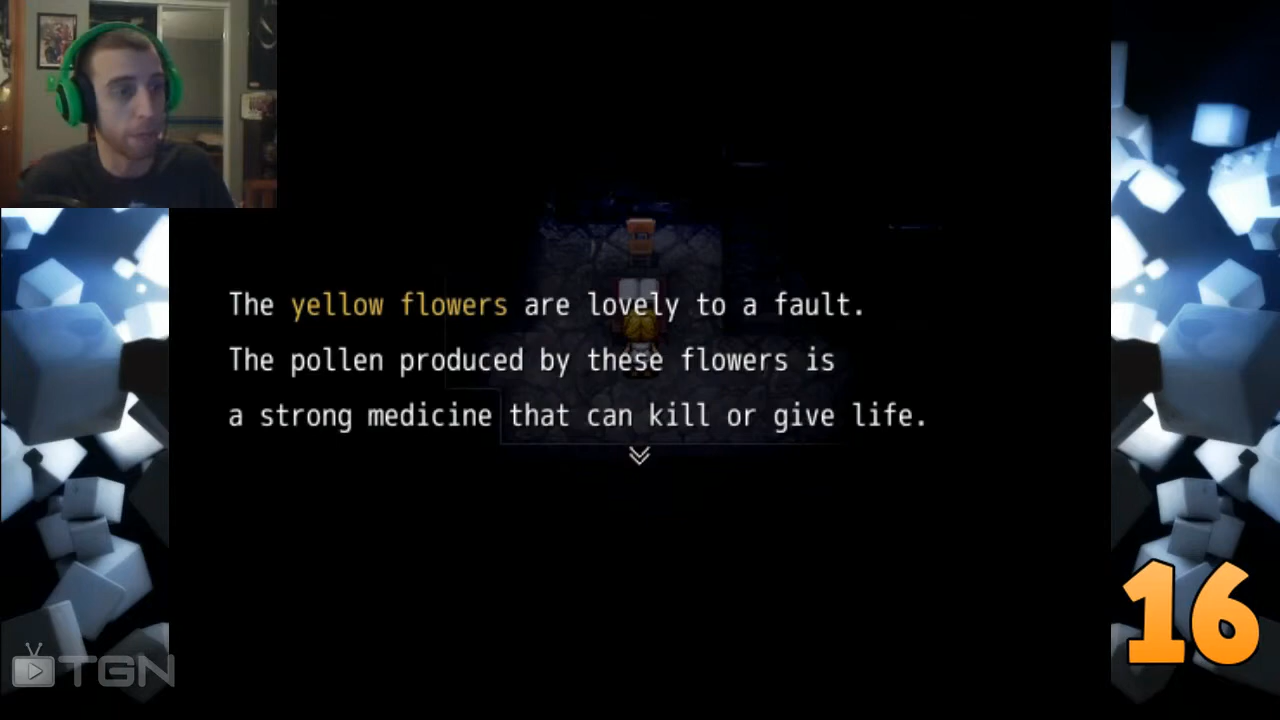 The yellow flowers are lovely to a fault.
The pollen produced by these flowers is
a strong medicine that can kill or give life.
16
TGN